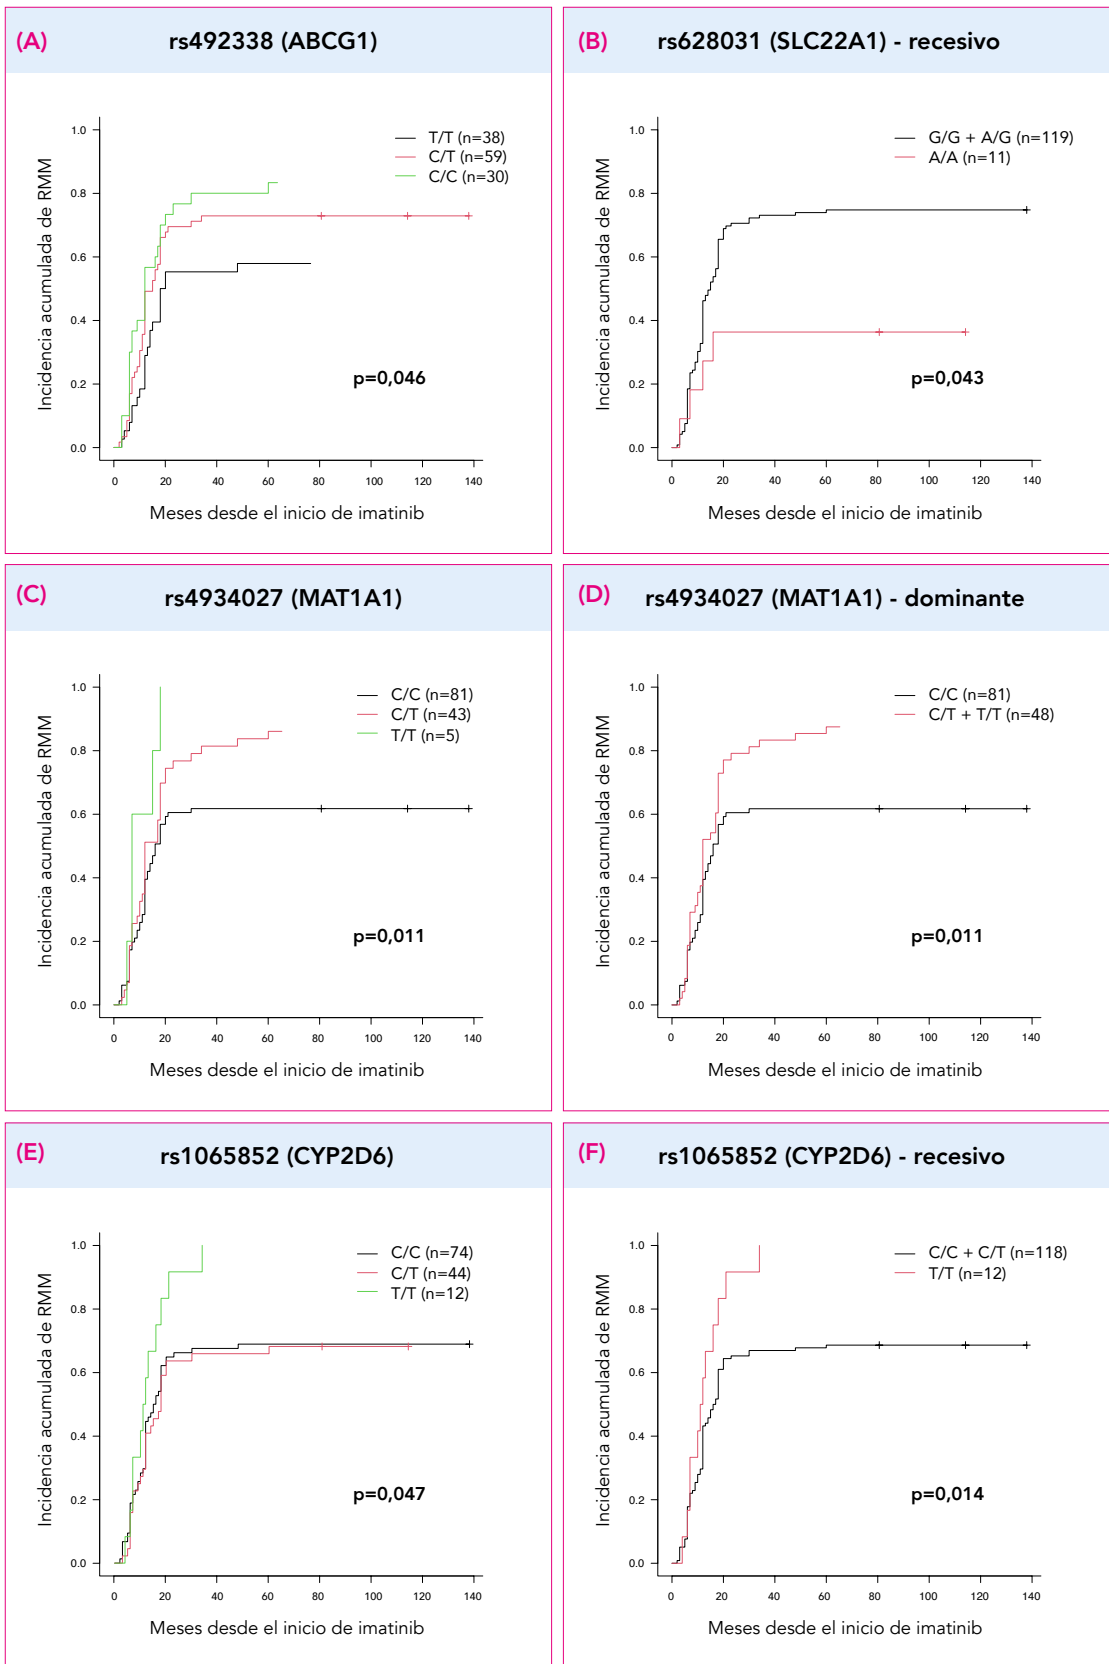 (A) rs492338 (ABCG1)
Incidencia acumulada de RMM
1.0
0.8
0.6
0.4
0.2
0.0
T/T (n=38)
C/T (n=59)
C/C (n=30)
p=0,046
0 20 40 60 80 100 120 140
Meses desde el inicio de imatinib
(B) rs628031 (SLC22A1) - recesivo
Incidencia acumulada de RMM
1.0
0.8
0.6
0.4
0.2
0.0
G/G + A/G (n=119)
A/A (n=11)
p=0,043
0 20 40 60 80 100 120 140
Meses desde el inicio de imatinib
(C) rs4934027 (MAT1A1)
Incidencia acumulada de RMM
1.0
0.8
0.6
0.4
0.2
0.0
C/C (n=81)
C/T (n=43)
T/T (n=5)
p=0,011
0 20 40 60 80 100 120 140
Meses desde el inicio de imatinib
(D) rs4934027 (MAT1A1) - dominante
Incidencia acumulada de RMM
1.0
0.8
0.6
0.4
0.2
0.0
C/C (n=81)
C/T + T/T (n=48)
p=0,011
0 20 40 60 80 100 120 140
Meses desde el inicio de imatinib
(E) rs1065852 (CYP2D6)
Incidencia acumulada de RMM
1.0
0.8
0.6
0.4
0.2
0.0
C/C (n=74)
C/T (n=44)
T/T (n=12)
p=0,047
0 20 40 60 80 100 120 140
Meses desde el inicio de imatinib
(F) rs1065852 (CYP2D6) - recesivo
Incidencia acumulada de RMM
1.0
0.8
0.6
0.4
0.2
0.0
C/C + C/T (n=118)
T/T (n=12)
p=0,014
0 20 40 60 80 100 120 140
Meses desde el inicio de imatinib